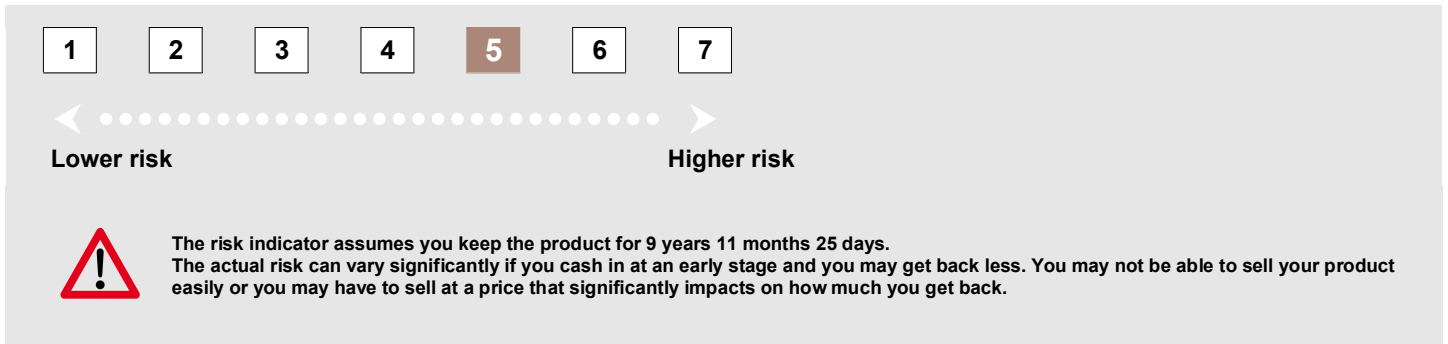 1 2 3 4 5 6 7
Lower risk Higher risk
The risk indicator assumes you keep the product for 9 years 11 months 25 days.
The actual risk can vary significantly if you cash in at an early stage and you may get back less. You may not be able to sell your product
easily or you may have to sell at a price that significantly impacts on how much you get back.